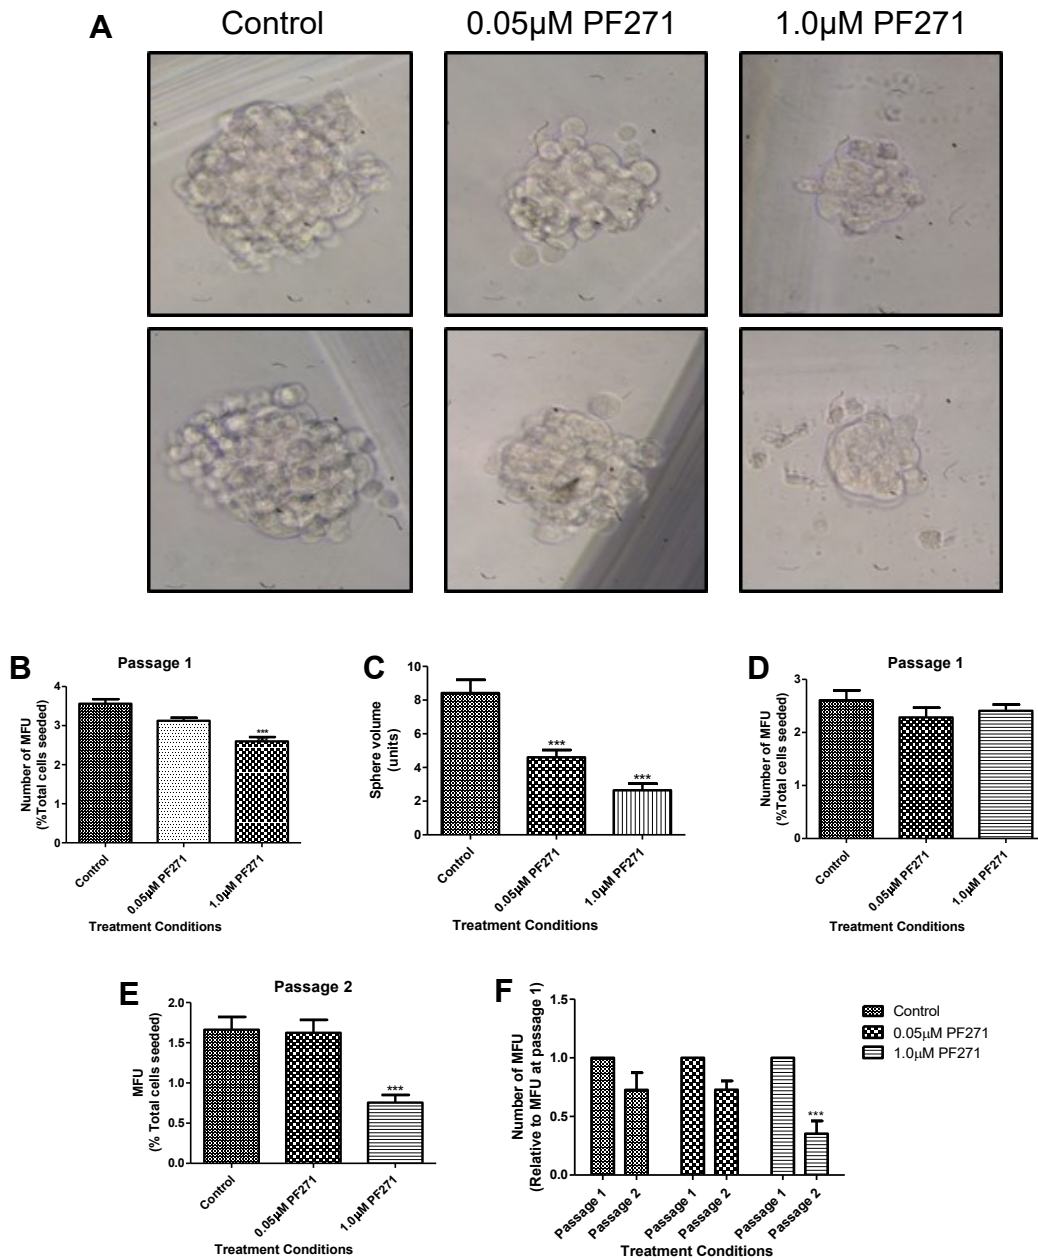 A
Control
0.05µM PF271
1.0µM PF271
B
Passage 1
Number of MFU
(%Total cells seeded)
4
3
2
1
0
***
Control
0.05µM PF271
1.0µM PF271
Treatment Conditions
C
Sphere volume
(units)
10
8
6
4
2
0
***
***
Control
0.05µM PF271
1.0µM PF271
Treatment Conditions
D
Passage 1
Number of MFU
(%Total cells seeded)
3
2
1
0
Control
0.05µM PF271
1.0µM PF271
Treatment Conditions
E
Passage 2
MFU
(% Total cells seeded)
2.0
1.5
1.0
0.5
0.0
***
Control
0.05µM PF271
1.0µM PF271
Treatment Conditions
F
Number of MFU
(Relative to MFU at passage 1)
1.5
1.0
0.5
0.0
***
Passage 1
Passage 2
Passage 1
Passage 2
Passage 1
Passage 2
Treatment Conditions
Control
0.05µM PF271
1.0µM PF271